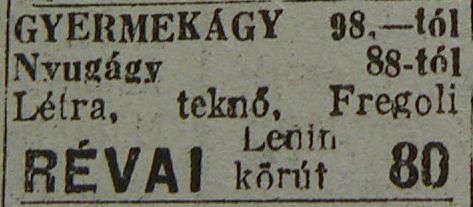 GYERMEKÁGY 98,—tól
Nyugágy 88-tól
Létra, teknő, Fregoli
RÉVAI Lenin körút 80